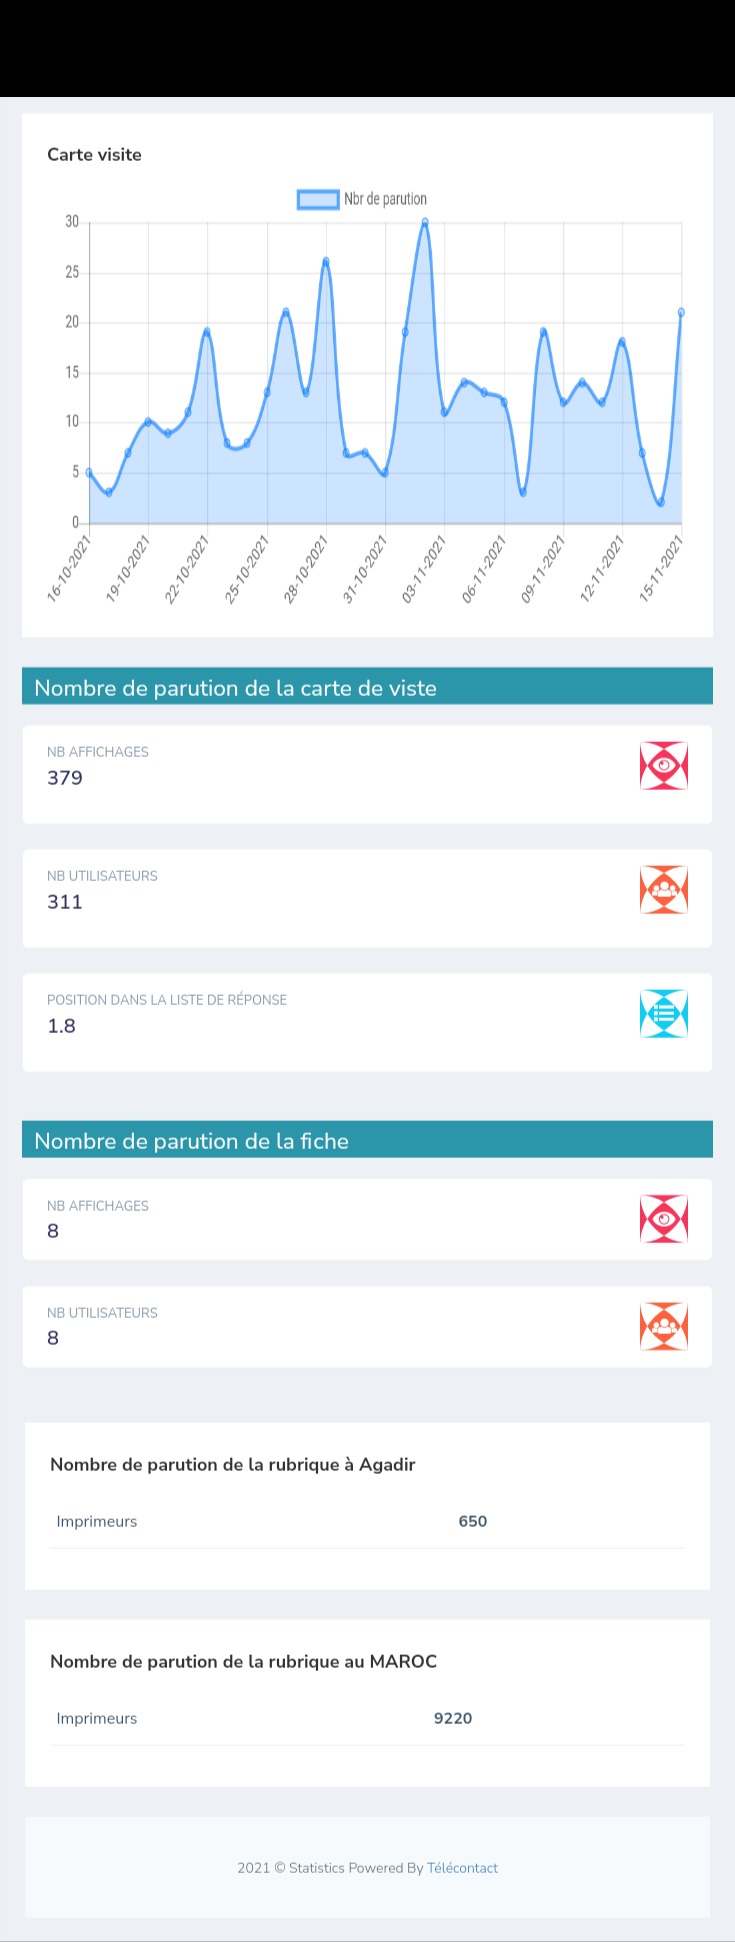 Carte visite
Nbr de parution
30
25
20
15
10
5
0
16-10-2021
19-10-2021
22-10-2021
25-10-2021
28-10-2021
31-10-2021
03-11-2021
06-11-2021
09-11-2021
12-11-2021
15-11-2021
Nombre de parution de la carte de viste
NB AFFICHAGES
379
NB UTILISATEURS
311
POSITION DANS LA LISTE DE RÉPONSE
1.8
Nombre de parution de la fiche
NB AFFICHAGES
8
NB UTILISATEURS
8
Nombre de parution de la rubrique à Agadir
Imprimeurs 650
Nombre de parution de la rubrique au MAROC
Imprimeurs 9220
2021 © Statistics Powered By Télécontact